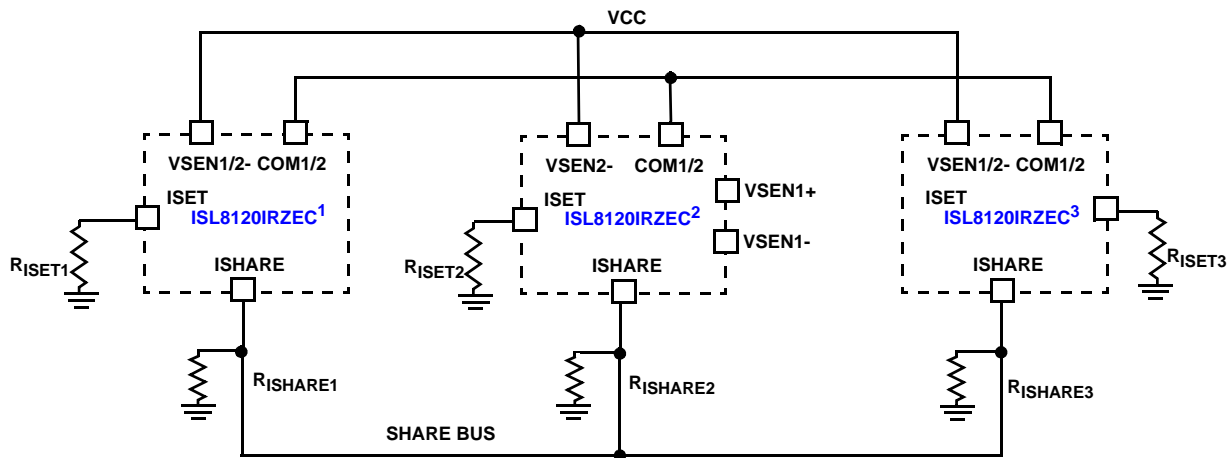 VCC
VSEN1/2- COM1/2
ISET
ISL8120IRZEC1
ISHARE
RISET1
RISHARE1
VSEN2- COM1/2
ISET
ISL8120IRZEC2
VSEN1+
VSEN1-
ISHARE
RISET2
RISHARE2
VSEN1/2- COM1/2
ISET
ISL8120IRZEC3
ISHARE
RISET3
RISHARE3
SHARE BUS